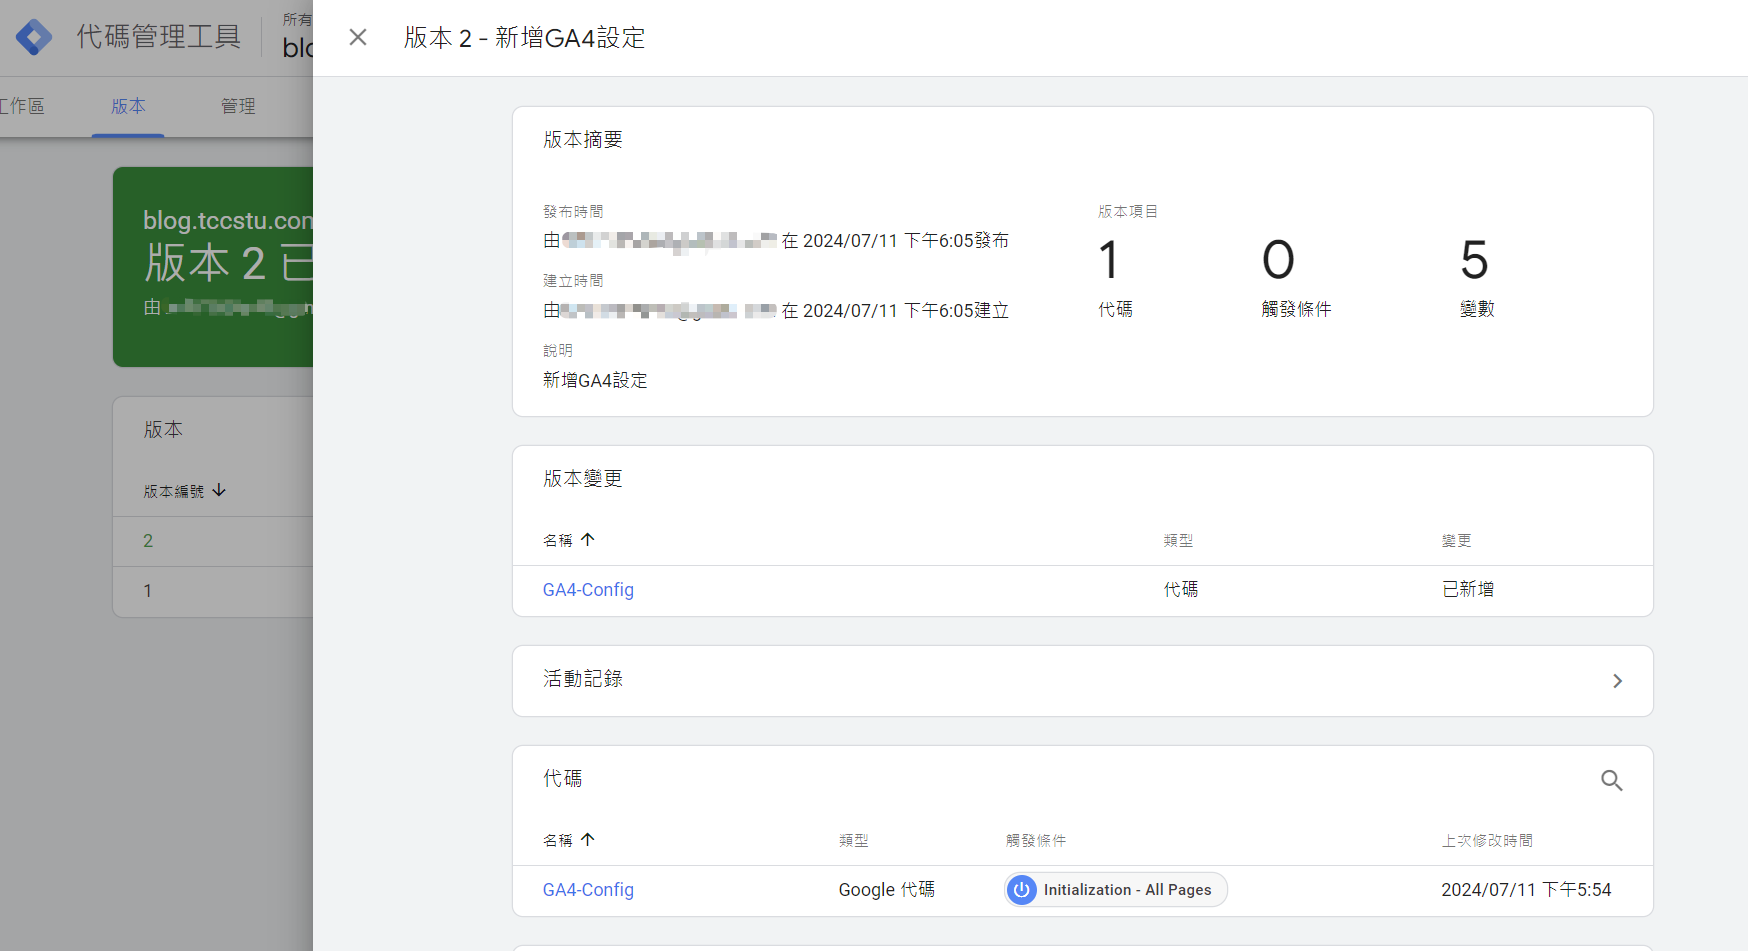 代碼管理工具
所有
blo
工作區
版本
管理
blog.tccstu.com
版本 2 已
由
版本
版本編號
2
1
版本 2 - 新增GA4設定
版本摘要
發布時間
由 在 2024/07/11 下午6:05發布
建立時間
由 在 2024/07/11 下午6:05建立
說明
新增GA4設定
版本項目
1 0 5
代碼 觸發條件 變數
版本變更
名稱 類型 變更
GA4-Config 代碼 已新增
活動記錄
代碼
名稱 類型 觸發條件 上次修改時間
GA4-Config Google 代碼 Initialization - All Pages 2024/07/11 下午5:54